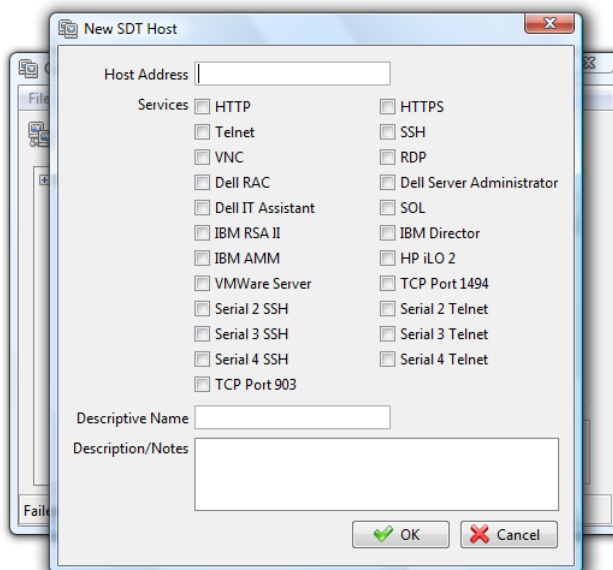 New SDT Host
File
Host Address
Services HTTP HTTPS
Telnet SSH
VNC RDP
Dell RAC Dell Server Administrator
Dell IT Assistant SOL
IBM RSA II IBM Director
IBM AMM HP iLO 2
VMWare Server TCP Port 1494
Serial 2 SSH Serial 2 Telnet
Serial 3 SSH Serial 3 Telnet
Serial 4 SSH Serial 4 Telnet
TCP Port 903
Descriptive Name
Description/Notes
Faile
OK Cancel